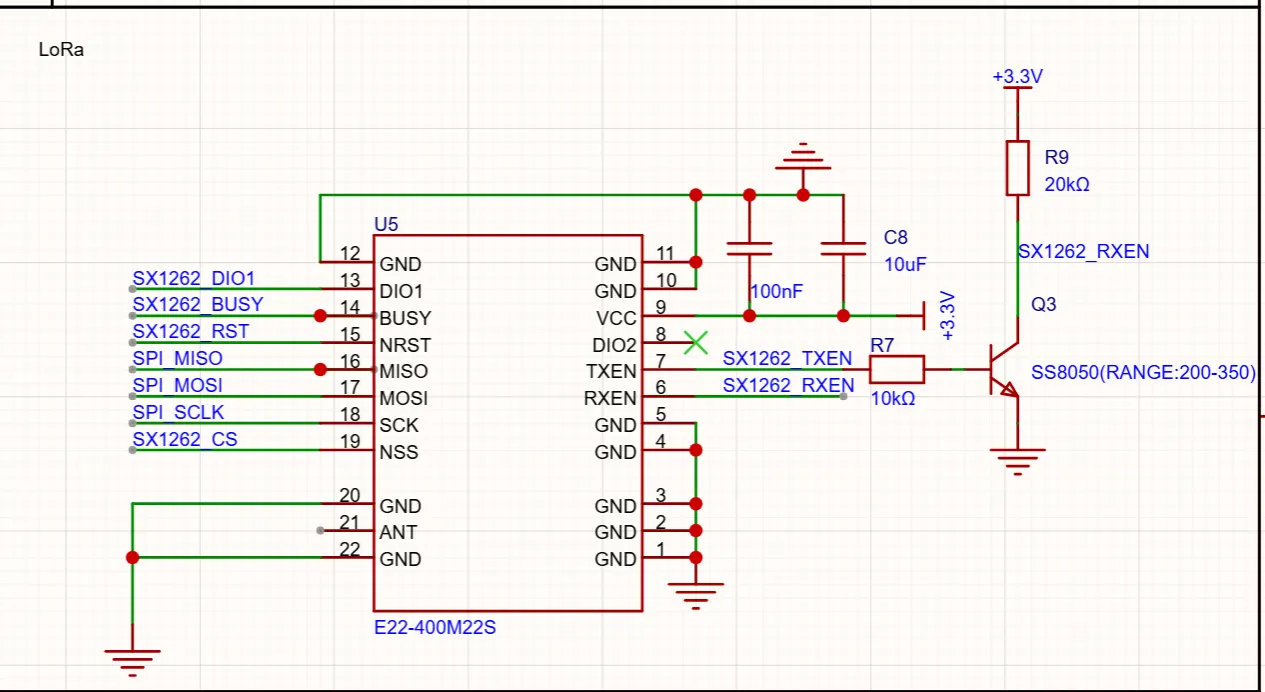 LoRa
+3.3V
R9
20kΩ
U5
C8
10uF
100nF
+3.3V
SX1262_RXEN
Q3
SS8050(RANGE:200-350)
SX1262_DIO1
SX1262_BUSY
SX1262_RST
SPI_MISO
SPI_MOSI
SPI_SCLK
SX1262_CS
12 GND
13 DIO1
14 BUSY
15 NRST
16 MISO
17 MOSI
18 SCK
19 NSS
20 GND
21 ANT
22 GND
GND 11
GND 10
VCC 9
DIO2 8
TXEN 7
RXEN 6
GND 5
GND 4
GND 3
GND 2
GND 1
SX1262_TXEN
SX1262_RXEN
R7
10kΩ
E22-400M22S